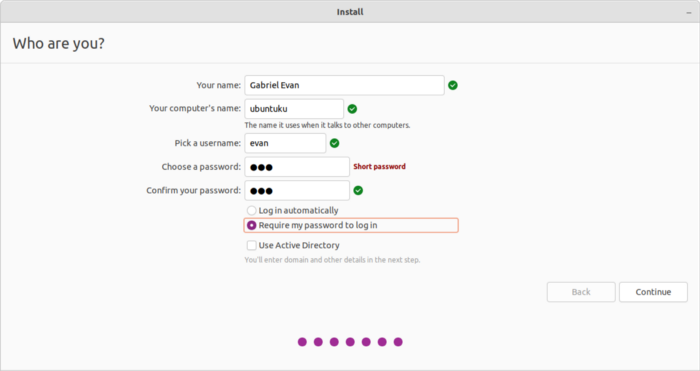 Install
Who are you?
Your name: Gabriel Evan
Your computer's name: ubuntuku
The name it uses when it talks to other computers.
Pick a username: evan
Choose a password: ●●● Short password
Confirm your password: ●●●
Log in automatically
Require my password to log in
Use Active Directory
You'll enter domain and other details in the next step.
Back Continue